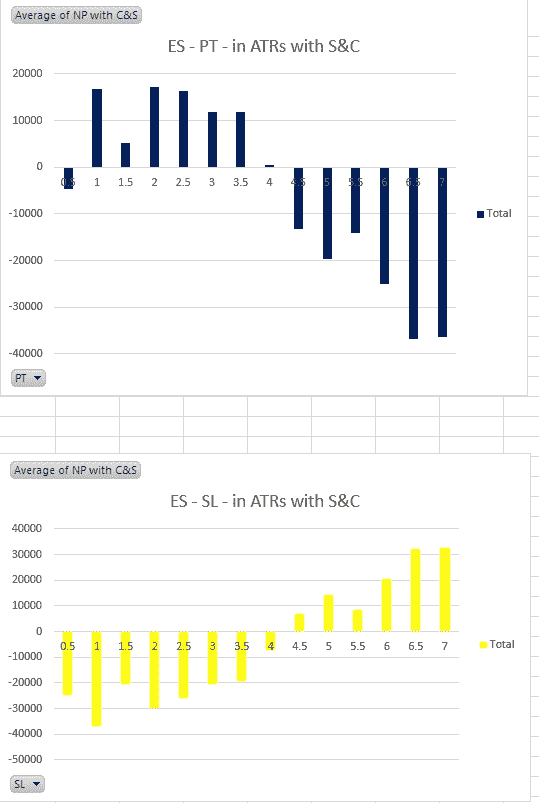 Average of NP with C&S
ES - PT - in ATRs with S&C
20000
10000
0
0.5 1 1.5 2 2.5 3 3.5 4 4.5 5 5.5 6 6.5 7
-10000
Total
-20000
-30000
-40000
PT
Average of NP with C&S
ES - SL - in ATRs with S&C
40000
30000
20000
10000
0
0.5 1 1.5 2 2.5 3 3.5 4 4.5 5 5.5 6 6.5 7
Total
-10000
-20000
-30000
-40000
-50000
SL